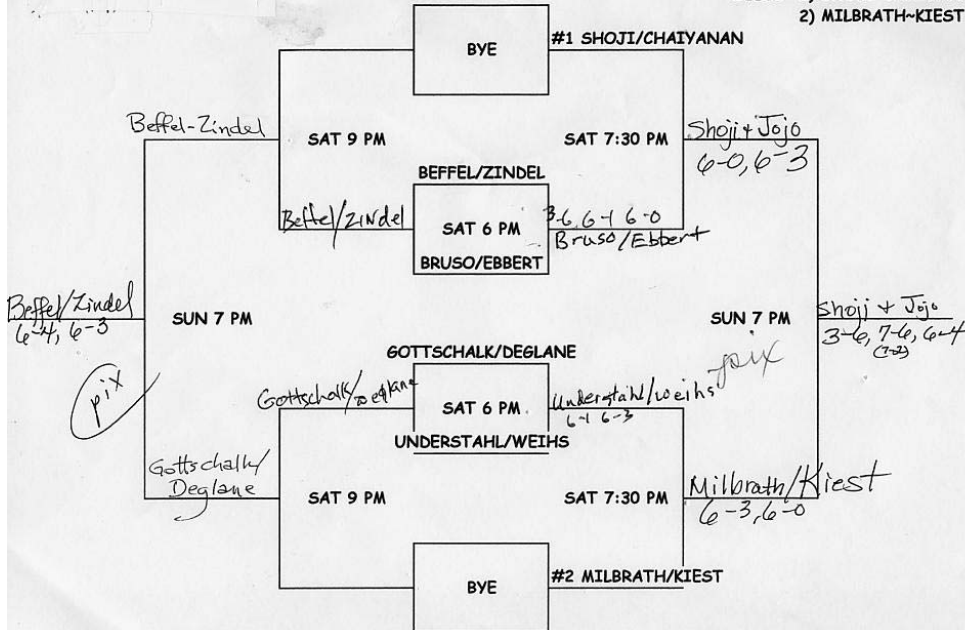 2) MILBRATH~KIEST
BYE
#1 SHOJI/CHAIYANAN
Beffel-Zindel
SAT 9 PM
SAT 7:30 PM
Shoji + Jojo
6-0, 6-3
BEFFEL/ZINDEL
Beffel/Zindel
SAT 6 PM
3-6, 6-1 6-0
Bruso/Ebbert
BRUSO/EBBERT
Beffel/Zindel
6-4, 6-3
SUN 7 PM
SUN 7 PM
Shoji + Jojo
3-6, 7-6, 6-4
(7-2)
pix
GOTTSCHALK/DEGLANE
pix
Gottschalk/Deglane
SAT 6 PM
Understahl/weihs
6-1 6-3
UNDERSTAHL/WEIHS
Gottschalk/
Deglane
SAT 9 PM
SAT 7:30 PM
Milbrath/Kiest
6-3, 6-0
BYE
#2 MILBRATH/KIEST